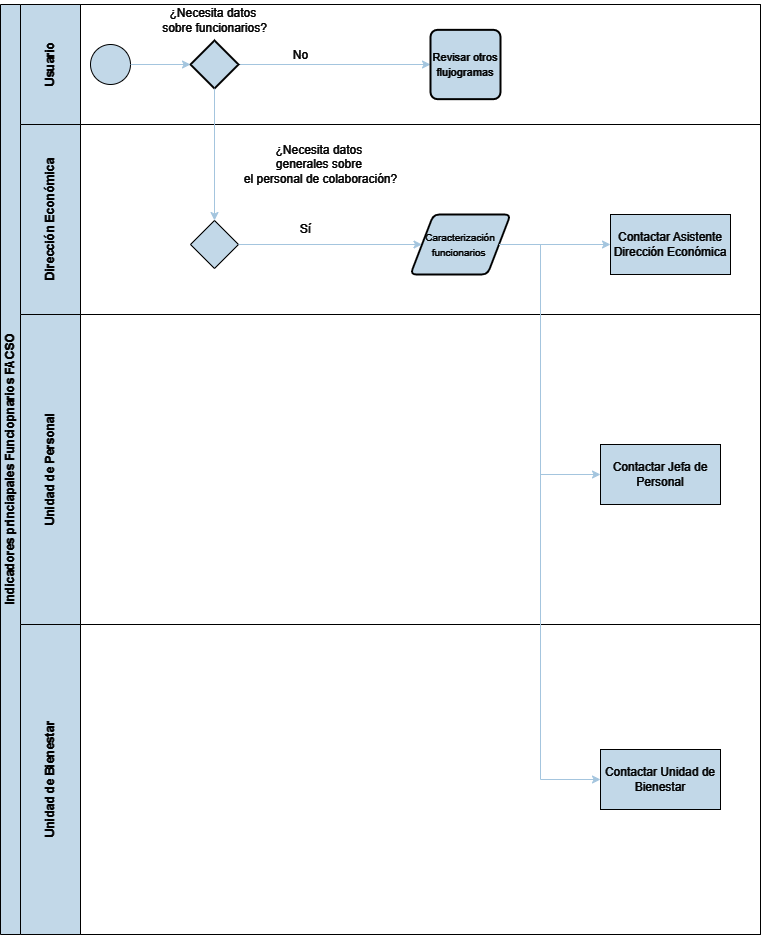 Indicadores princiapales Funciopnarios FACSO
Usuario
¿Necesita datos
sobre funcionarios?
No
Revisar otros
flujogramas
Dirección Económica
¿Necesita datos
generales sobre
el personal de colaboración?
Sí
Caracterización
funcionarios
Contactar Asistente
Dirección Económica
Unidad de Personal
Contactar Jefa de
Personal
Unidad de Bienestar
Contactar Unidad de
Bienestar